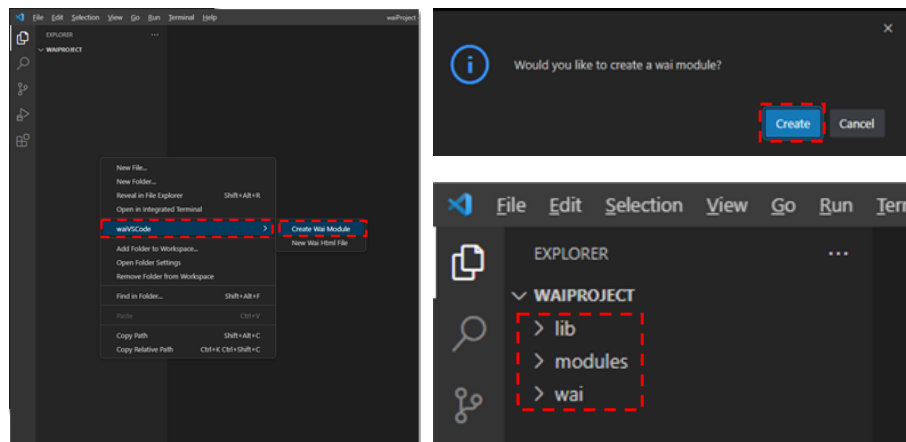 File Edit Selection View Go Run Terminal Help waiProject
EXPLORER ...
WAIPROJECT
New File...
New Folder...
Reveal in File Explorer Shift+Alt+R
Open in Integrated Terminal
waiVSCode
Create Wai Module
New Wai Html File
Add Folder to Workspace...
Open Folder Settings
Remove Folder from Workspace
Find in Folder... Shift+Alt+F
Paste Ctrl+V
Copy Path Shift+Alt+C
Copy Relative Path Ctrl+K Ctrl+Shift+C
Would you like to create a wai module?
Create Cancel
File Edit Selection View Go Run Terr
EXPLORER ...
WAIPROJECT
lib
modules
wai